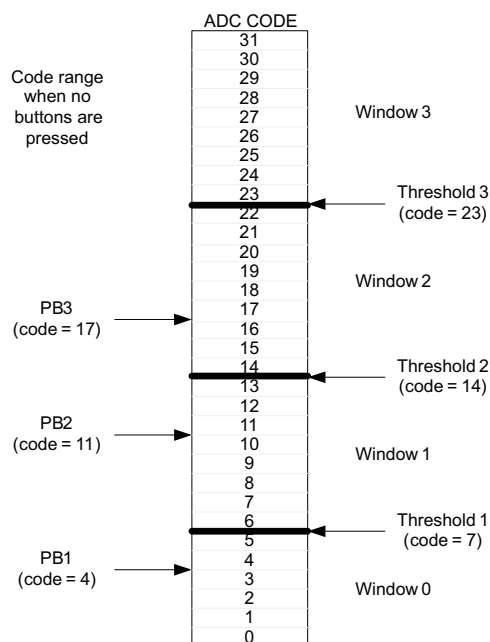 ADC CODE
31
30
29
28
27
26
25
24
23
22
21
20
19
18
17
16
15
14
13
12
11
10
9
8
7
6
5
4
3
2
1
0
Code range
when no
buttons are
pressed
PB3
(code = 17)
PB2
(code = 11)
PB1
(code = 4)
Window 3
Threshold 3
(code = 23)
Window 2
Threshold 2
(code = 14)
Window 1
Threshold 1
(code = 7)
Window 0